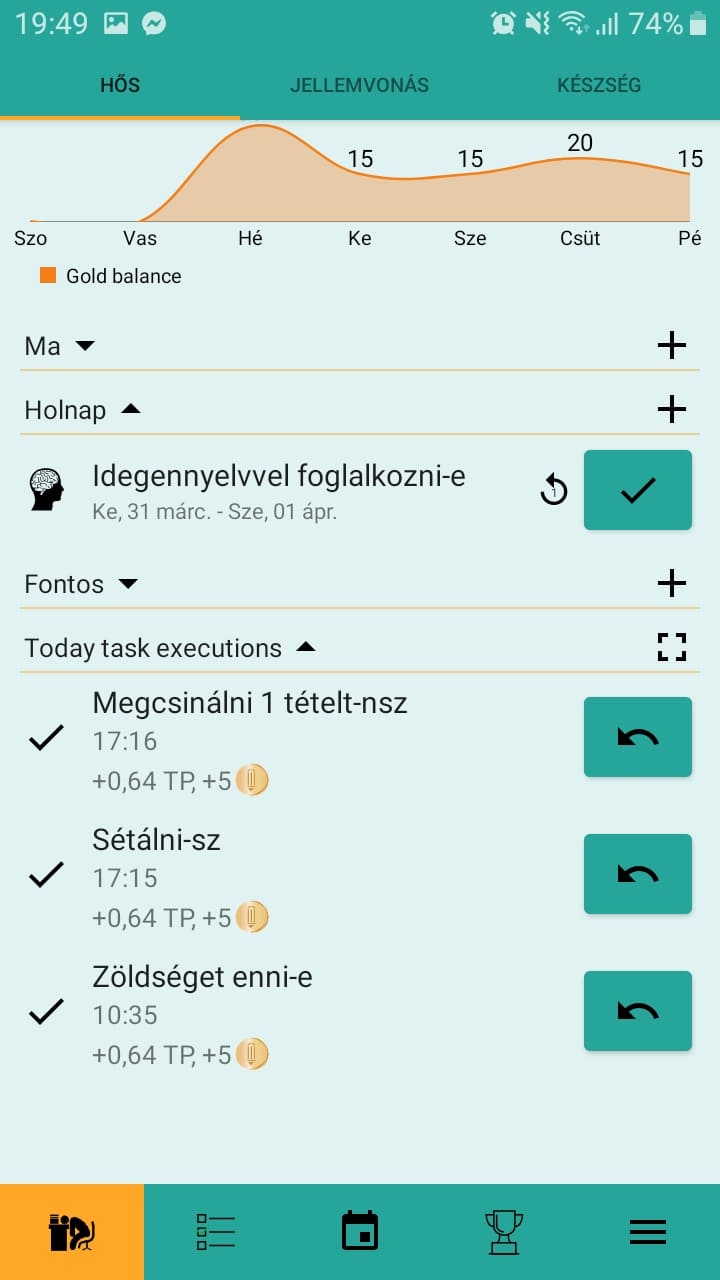 19:49 74%
HŐS JELLEMVONÁS KÉSZSÉG
15 15 20 15
Szo Vas Hé Ke Sze Csüt Pé
Gold balance
Ma
Holnap
Idegennyelvvel foglalkozni-e
1
Ke, 31 márc. - Sze, 01 ápr.
Fontos
Today task executions
Megcsinálni 1 tételt-nsz
17:16
+0,64 TP, +5
Sétálni-sz
17:15
+0,64 TP, +5
Zöldséget enni-e
10:35
+0,64 TP, +5